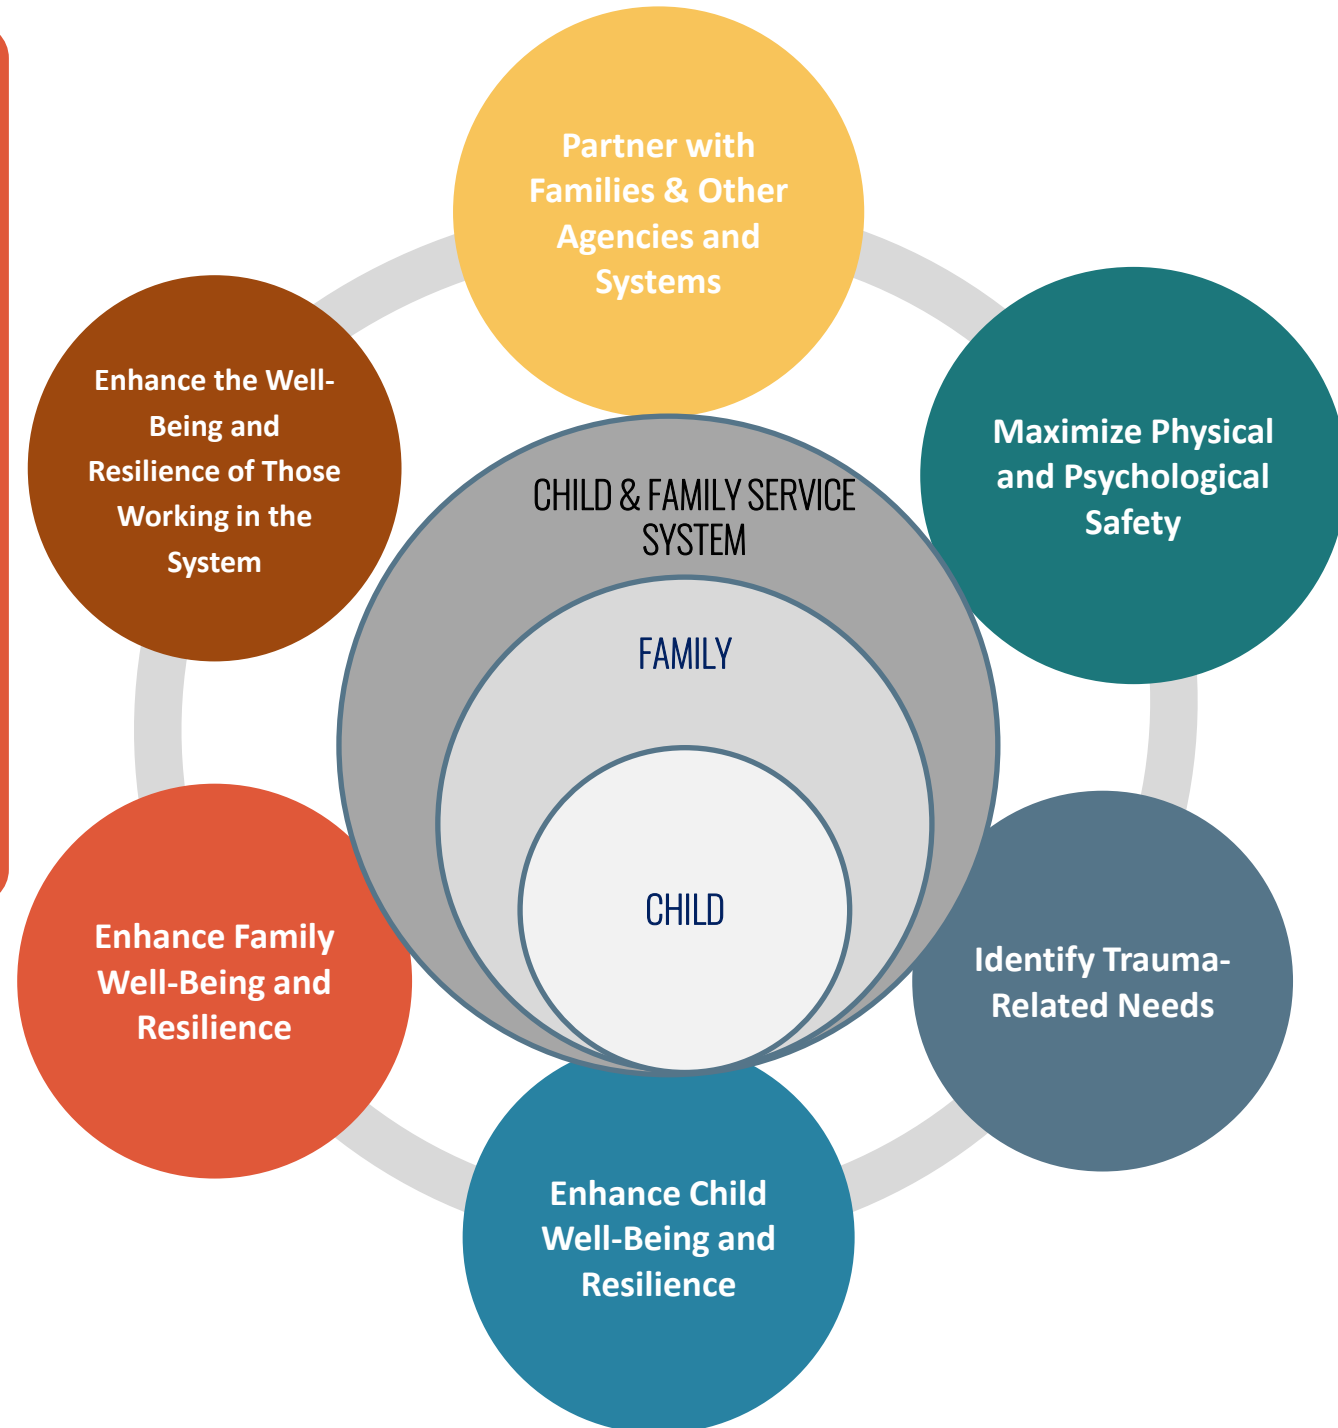 Partner with
Families & Other
Agencies and
Systems
Maximize Physical
and Psychological
Safety
Identify Trauma-
Related Needs
Enhance Child
Well-Being and
Resilience
Enhance Family
Well-Being and
Resilience
Enhance the Well-
Being and
Resilience of Those
Working in the
System
CHILD & FAMILY SERVICE
SYSTEM
FAMILY
CHILD